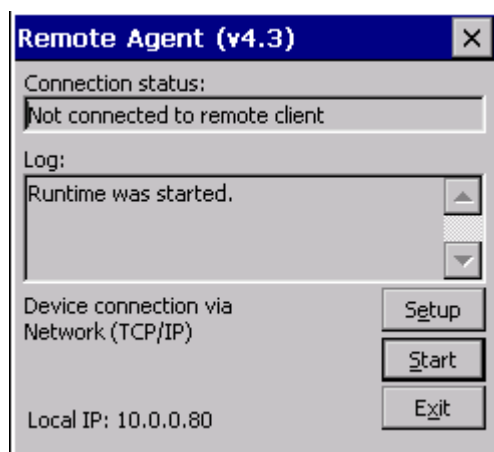 Remote Agent (v4.3)
Connection status:
Not connected to remote client
Log:
Runtime was started.
Device connection via
Network (TCP/IP)
Setup
Start
Local IP: 10.0.0.80
Exit